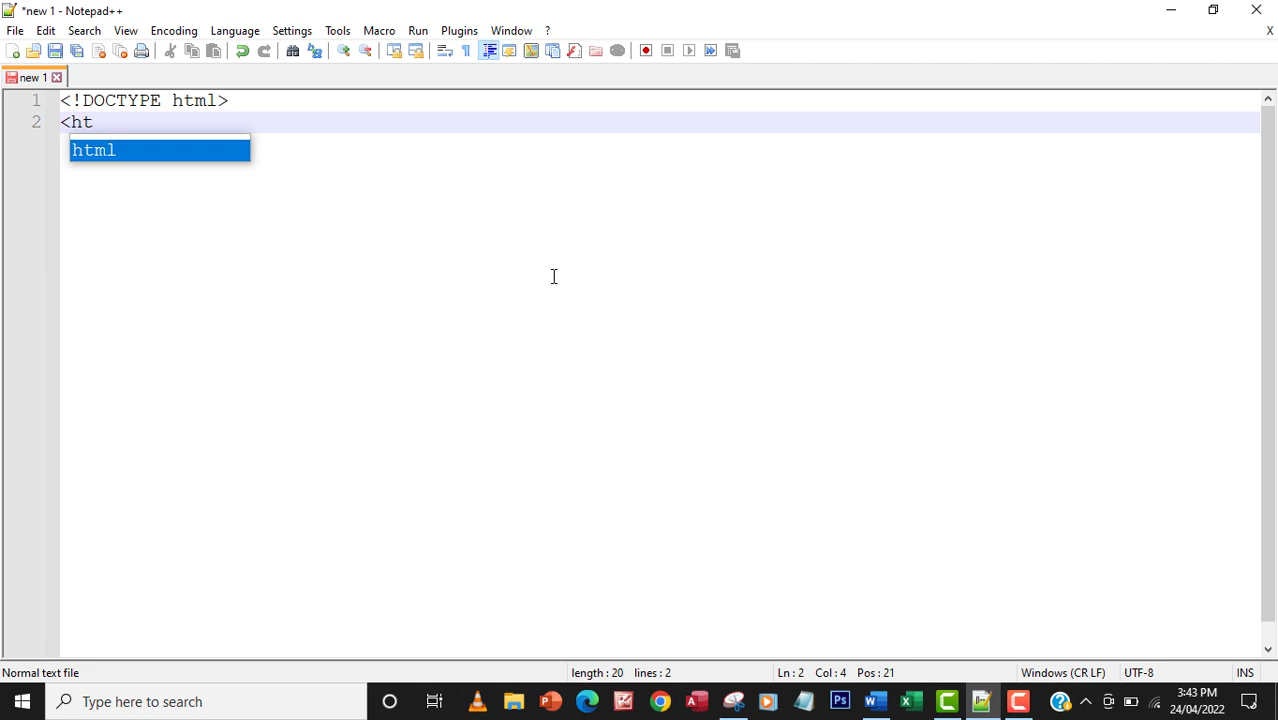 *new 1 - Notepad++
File Edit Search View Encoding Language Settings Tools Macro Run Plugins Window ? X
new 1
1 <!DOCTYPE html>
2 <ht
html
Normal text file length : 20 lines : 2 Ln : 2 Col : 4 Pos : 21 Windows (CR LF) UTF-8 INS
Type here to search
3:43 PM
24/04/2022